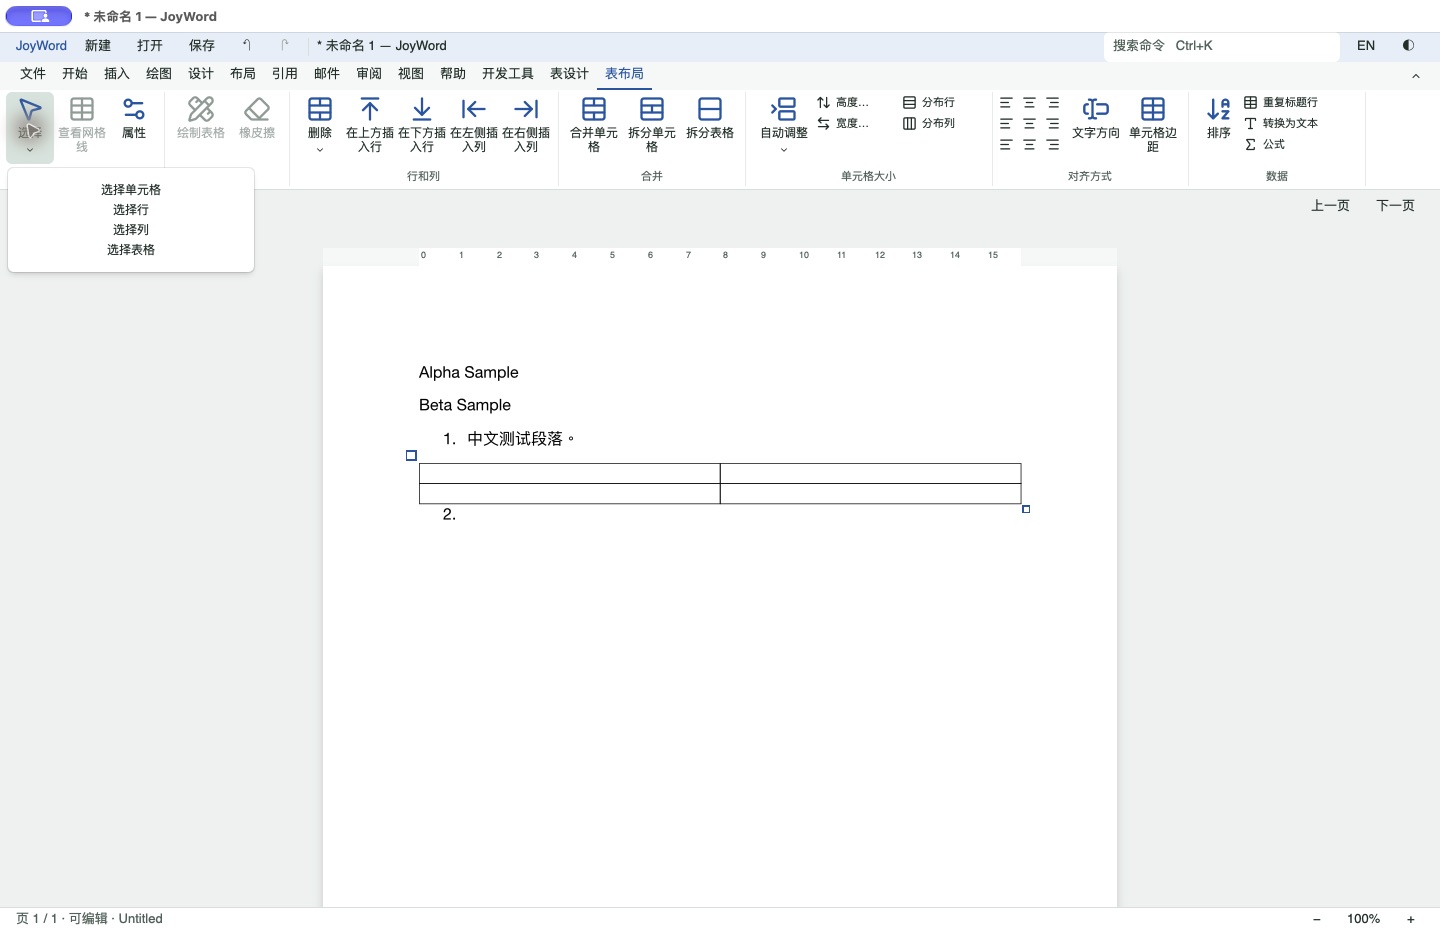 * 未命名 1 — JoyWord
JoyWord 新建 打开 保存 * 未命名 1 — JoyWord 搜索命令 Ctrl+K EN
文件 开始 插入 绘图 设计 布局 引用 邮件 审阅 视图 帮助 开发工具 表设计 表布局
选择
查看网格线
属性
绘制表格
橡皮擦
删除
在上方插入行
在下方插入行
在左侧插入列
在右侧插入列
行和列
合并单元格
拆分单元格
拆分表格
合并
自动调整
高度...
宽度...
分布行
分布列
单元格大小
文字方向
单元格边距
对齐方式
排序
重复标题行
转换为文本
公式
数据
选择单元格
选择行
选择列
选择表格
上一页 下一页
0 1 2 3 4 5 6 7 8 9 10 11 12 13 14 15
Alpha Sample
Beta Sample
1. 中文测试段落。
2.
页 1 / 1 · 可编辑 · Untitled − 100% +